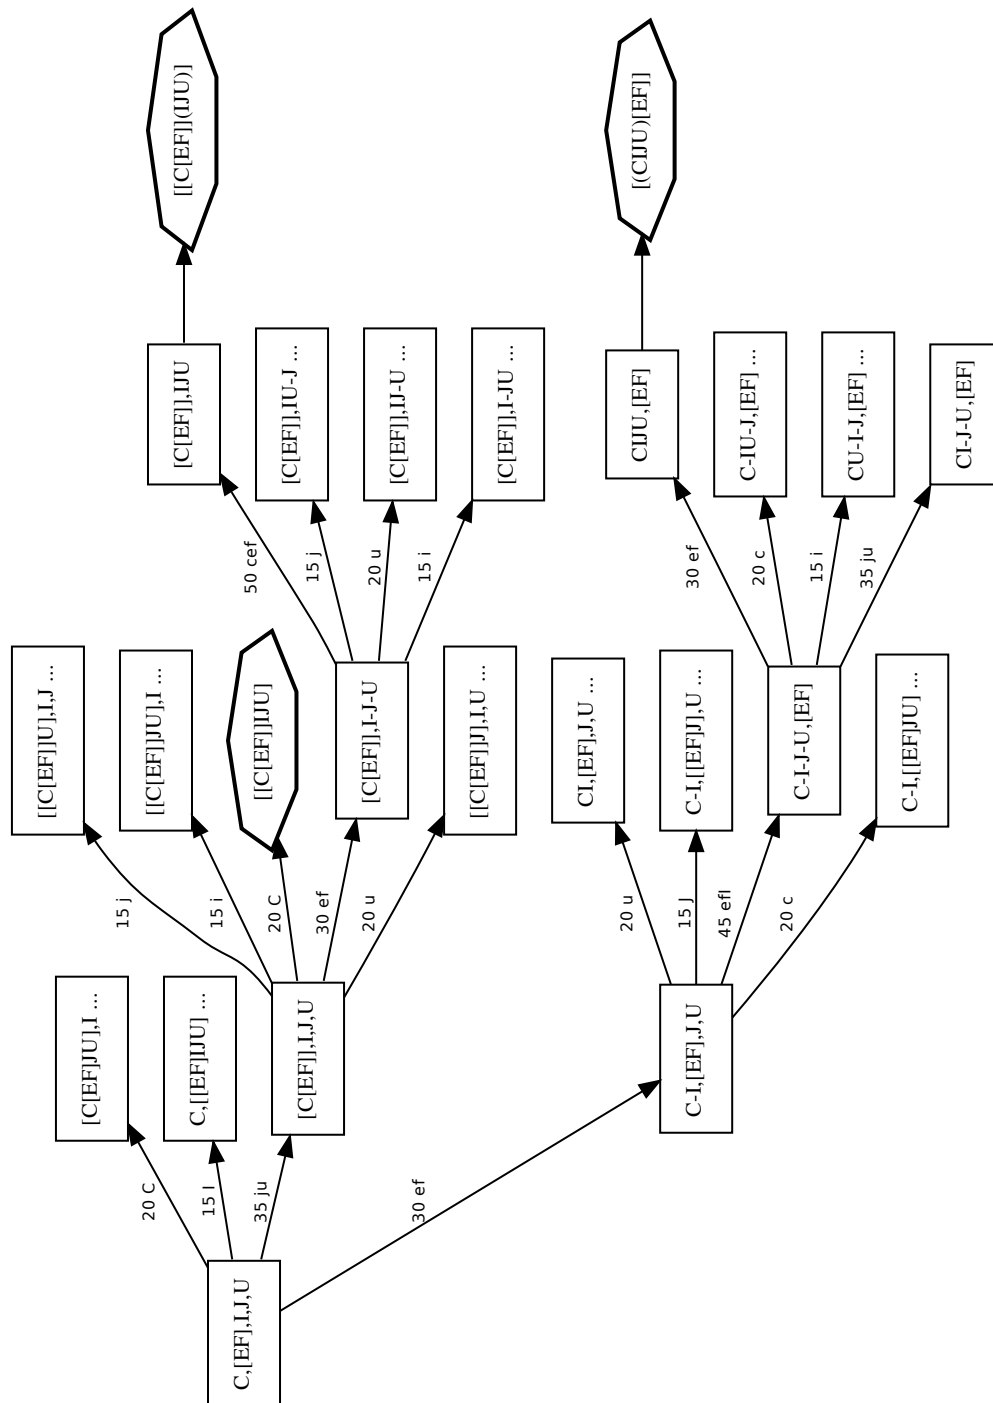 C,[EF],I,J,U
20 C
15 I
35 ju
30 ef
[C[EF]JU],I ...
C,[[EF]IJU] ...
[C[EF]],I,J,U
C-I,[EF],J,U
15 j
15 i
20 C
30 ef
20 u
20 u
15 J
45 efI
20 c
[[C[EF]]U],I,J ...
[[C[EF]]JU],I ...
[[C[EF]]IJU]
[C[EF]],I-J-U
[[C[EF]]J],I,U ...
CI,[EF],J,U ...
C-I,[[EF]J],U ...
C-I-J-U,[EF]
C-I,[[EF]JU] ...
50 cef
15 j
20 u
15 i
30 ef
20 c
15 i
35 ju
[C[EF]],IJU
[C[EF]],IU-J ...
[C[EF]],IJ-U ...
[C[EF]],I-JU ...
CIJU,[EF]
C-IU-J,[EF] ...
CU-I-J,[EF] ...
CI-J-U,[EF]
[[C[EF]](IJU)]
[(CIJU)[EF]]